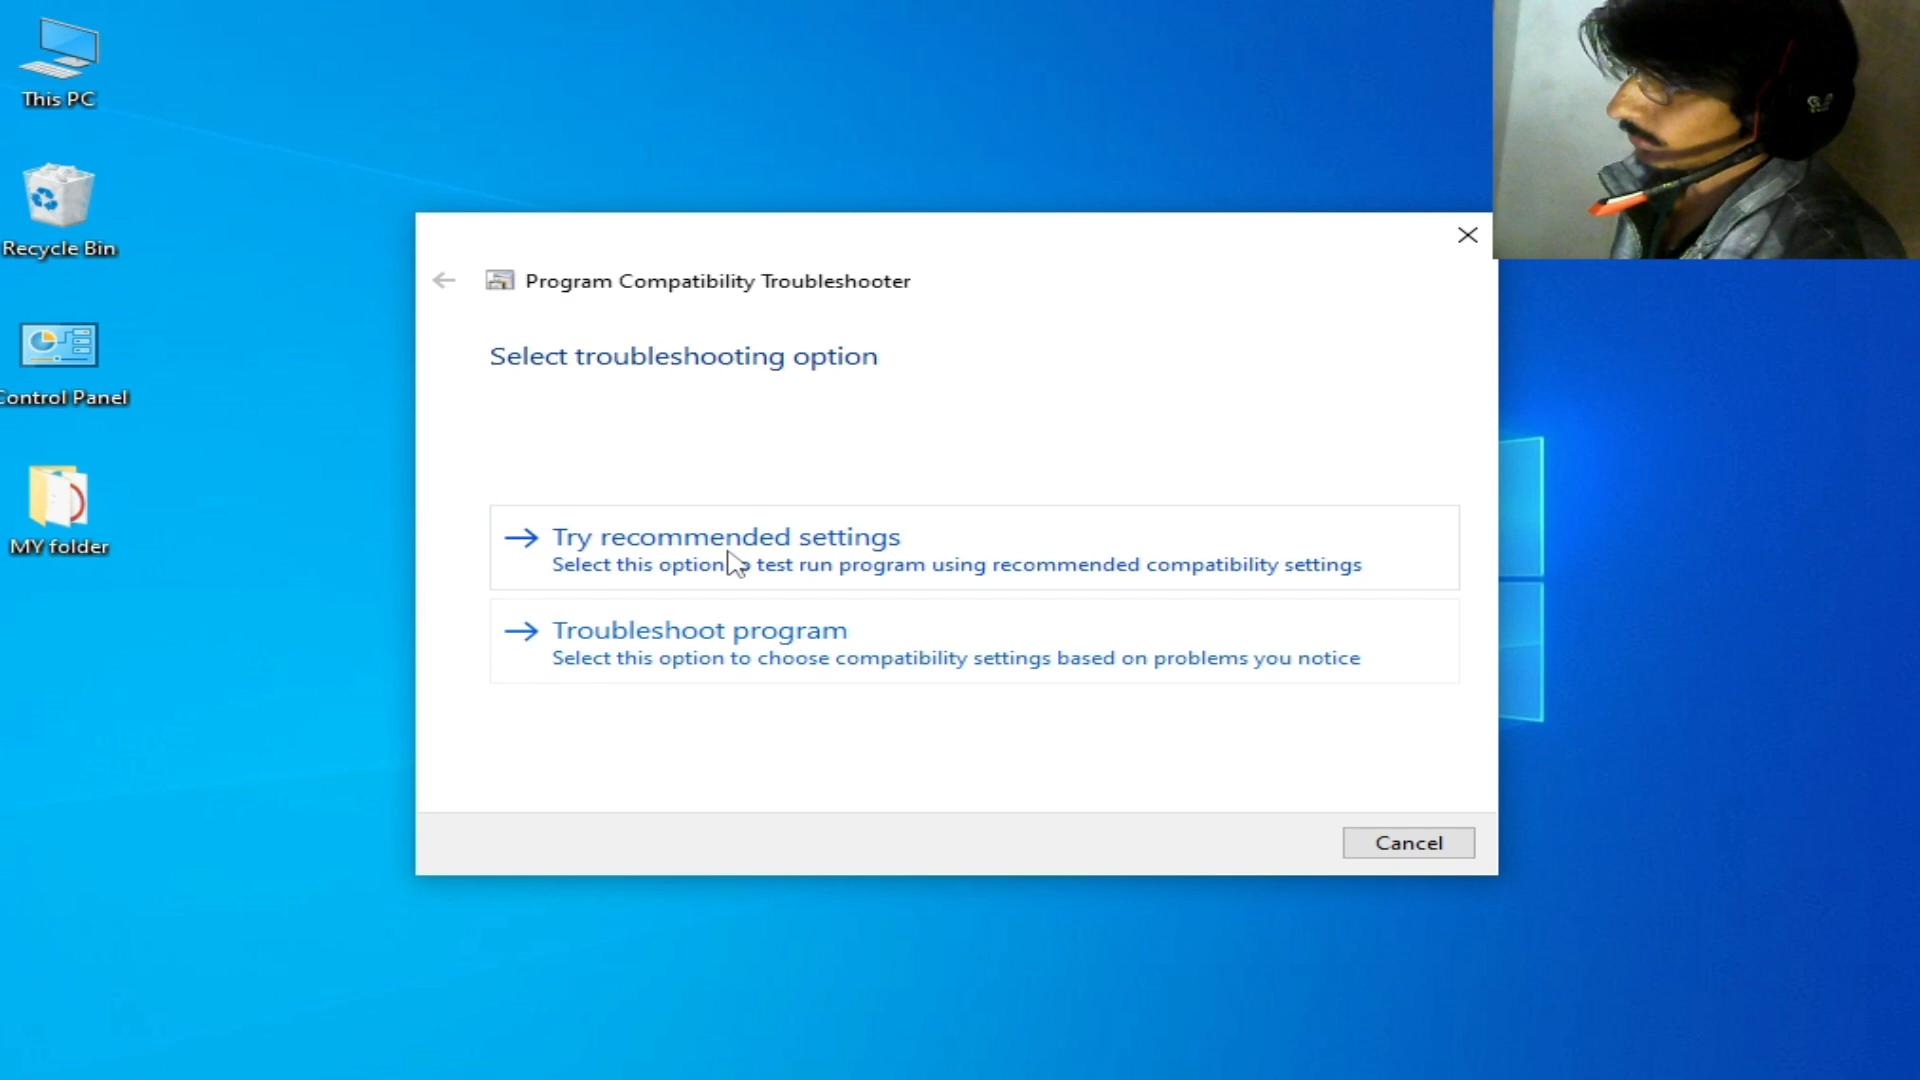 This PC
Recycle Bin
Control Panel
MY folder
Program Compatibility Troubleshooter
Select troubleshooting option
Try recommended settings
Select this option to test run program using recommended compatibility settings
Troubleshoot program
Select this option to choose compatibility settings based on problems you notice
Cancel